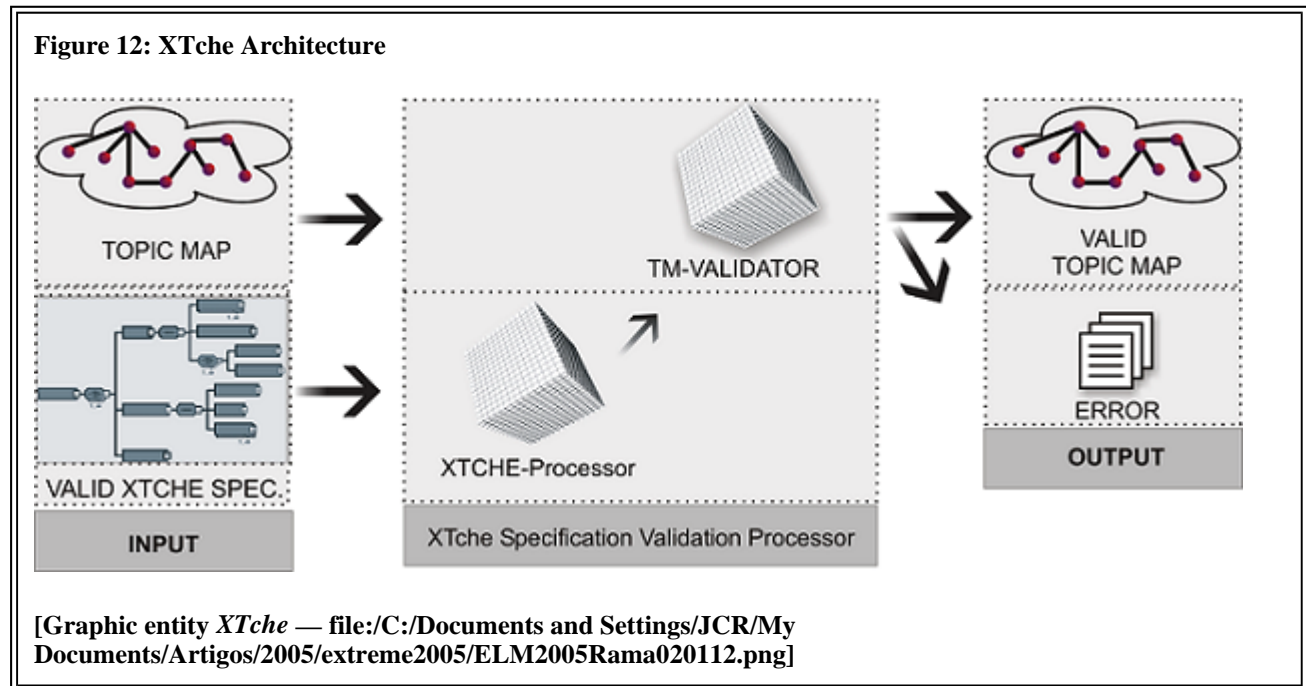 Figure 12: XTche Architecture
TOPIC MAP
VALID XTCHE SPEC.
INPUT
TM-VALIDATOR
XTCHE-Processor
XTche Specification Validation Processor
VALID
TOPIC MAP
ERROR
OUTPUT
[Graphic entity XTche — file:/C:/Documents and Settings/JCR/My
Documents/Artigos/2005/extreme2005/ELM2005Rama020112.png]